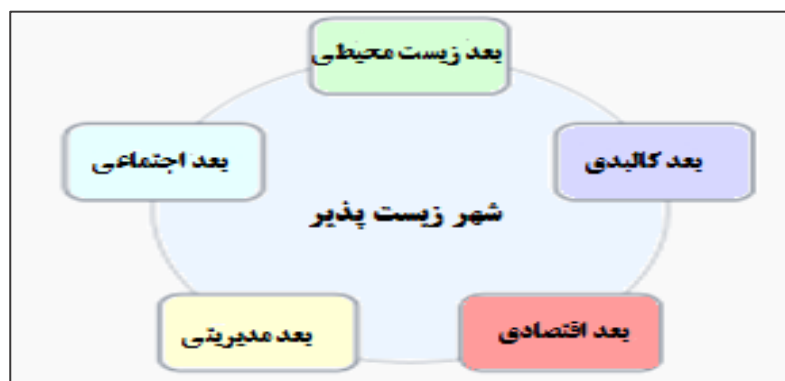 بعد زیست محیطی
بعد کالبدی
بعد اجتماعی
شهر زیست پذیر
بعد اقتصادی
بعد مدیریتی